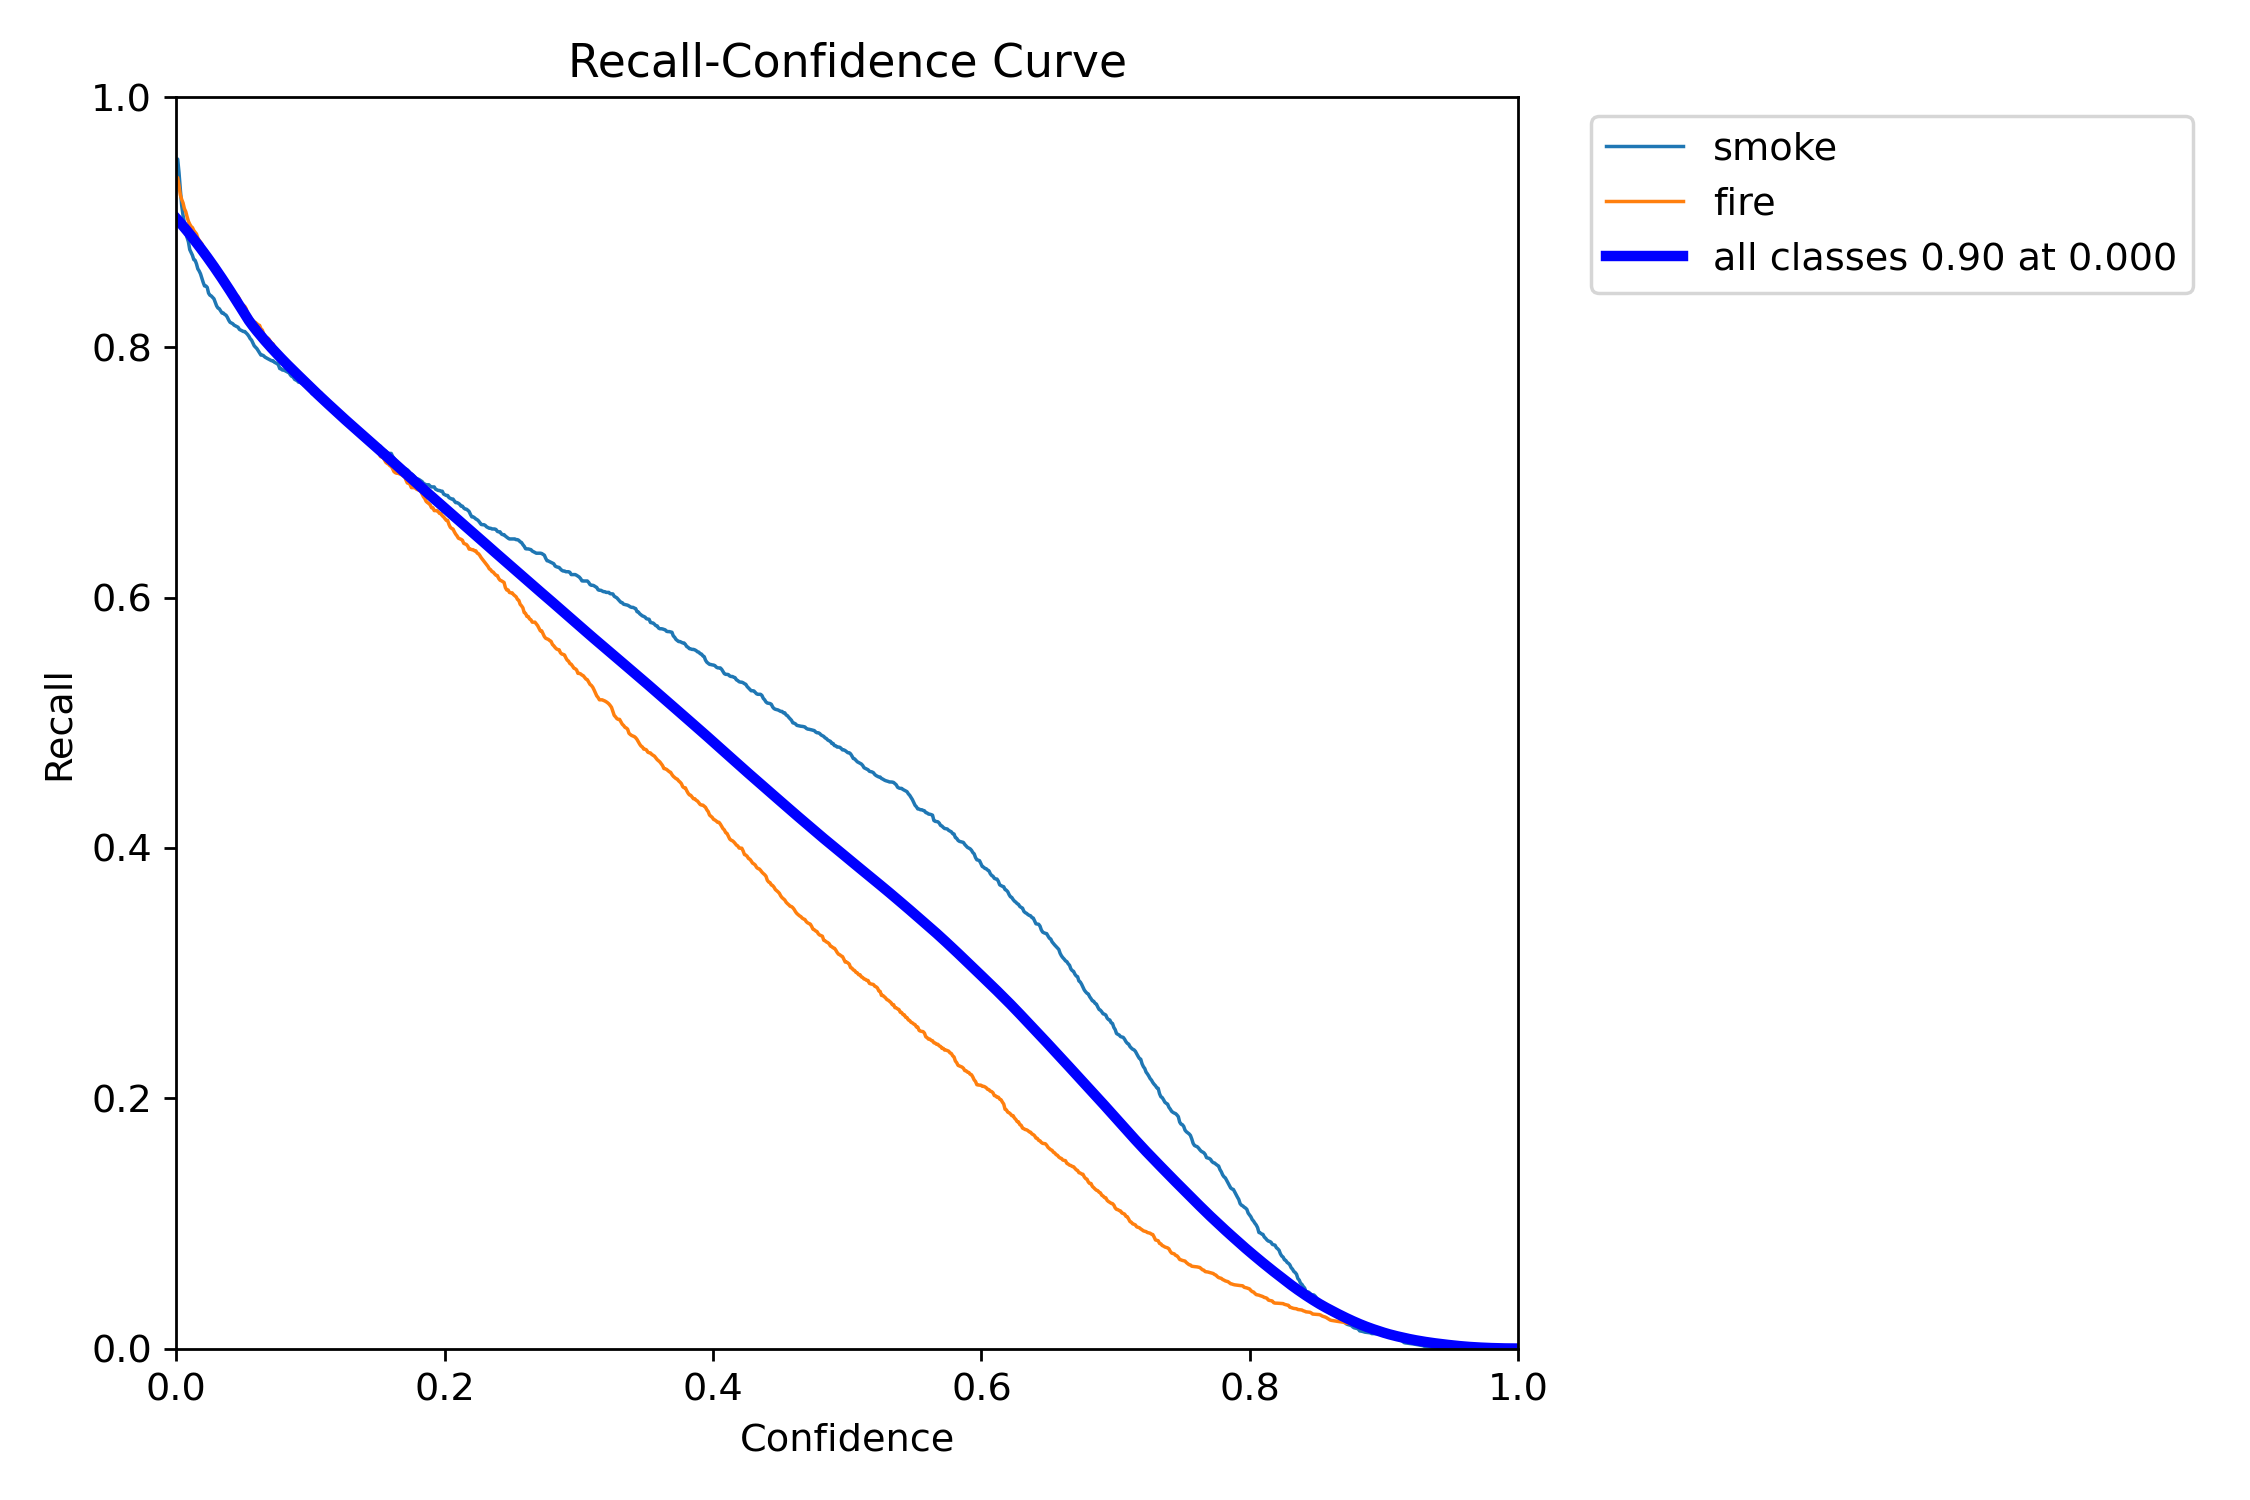 Recall-Confidence Curve
1.0
0.8
0.6
0.4
0.2
0.0
Recall
0.0 0.2 0.4 0.6 0.8 1.0
Confidence
smoke
fire
all classes 0.90 at 0.000